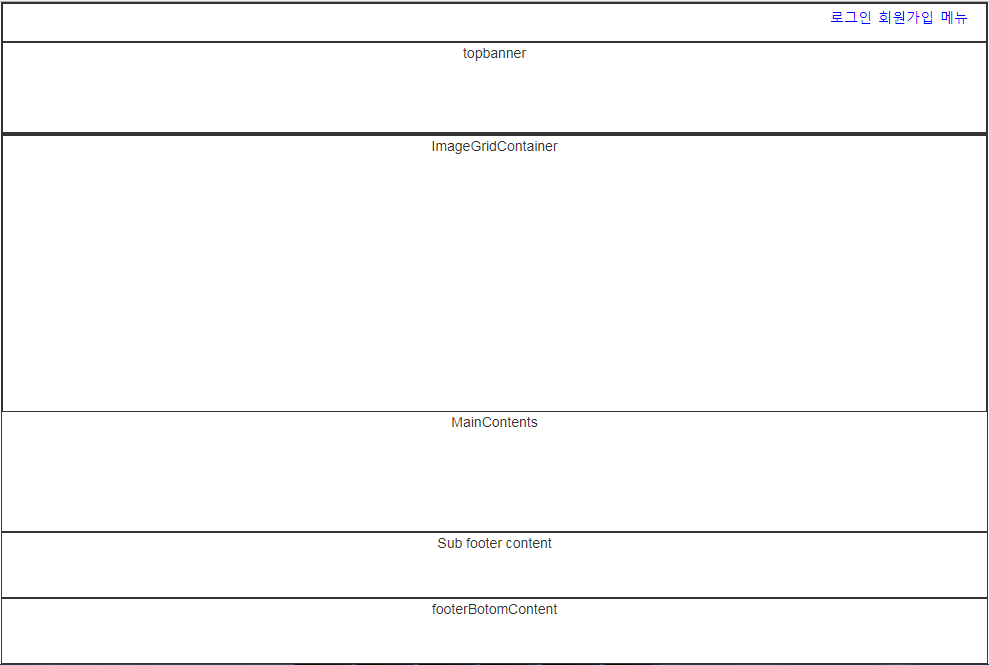 로그인 회원가입 메뉴
topbanner
ImageGridContainer
MainContents
Sub footer content
footerBotomContent